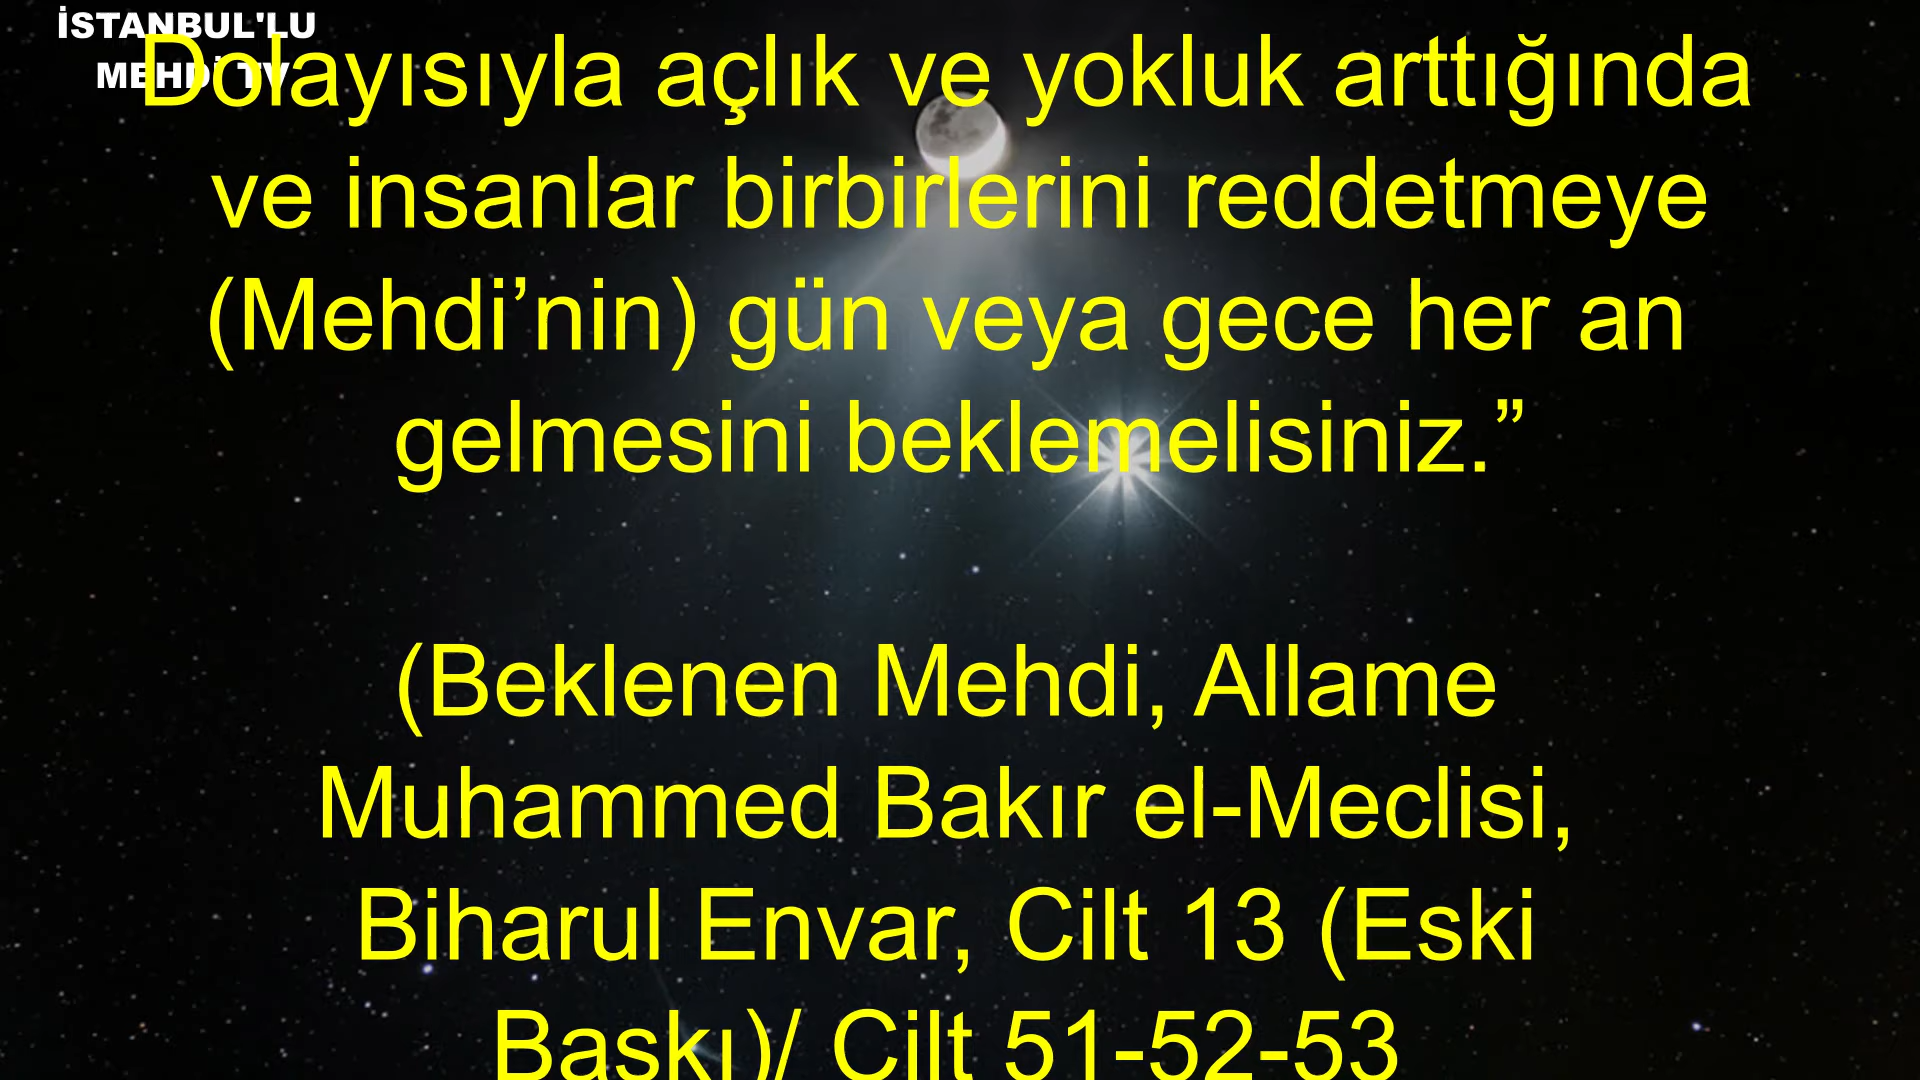 İSTANBUL'LU
MEHDİ TV
Dolayısıyla açlık ve yokluk arttığında
ve insanlar birbirlerini reddetmeye
(Mehdi’nin) gün veya gece her an
gelmesini beklemelisiniz.”
(Beklenen Mehdi, Allame
Muhammed Bakır el-Meclisi,
Biharul Envar, Cilt 13 (Eski
Baskı)/ Cilt 51-52-53